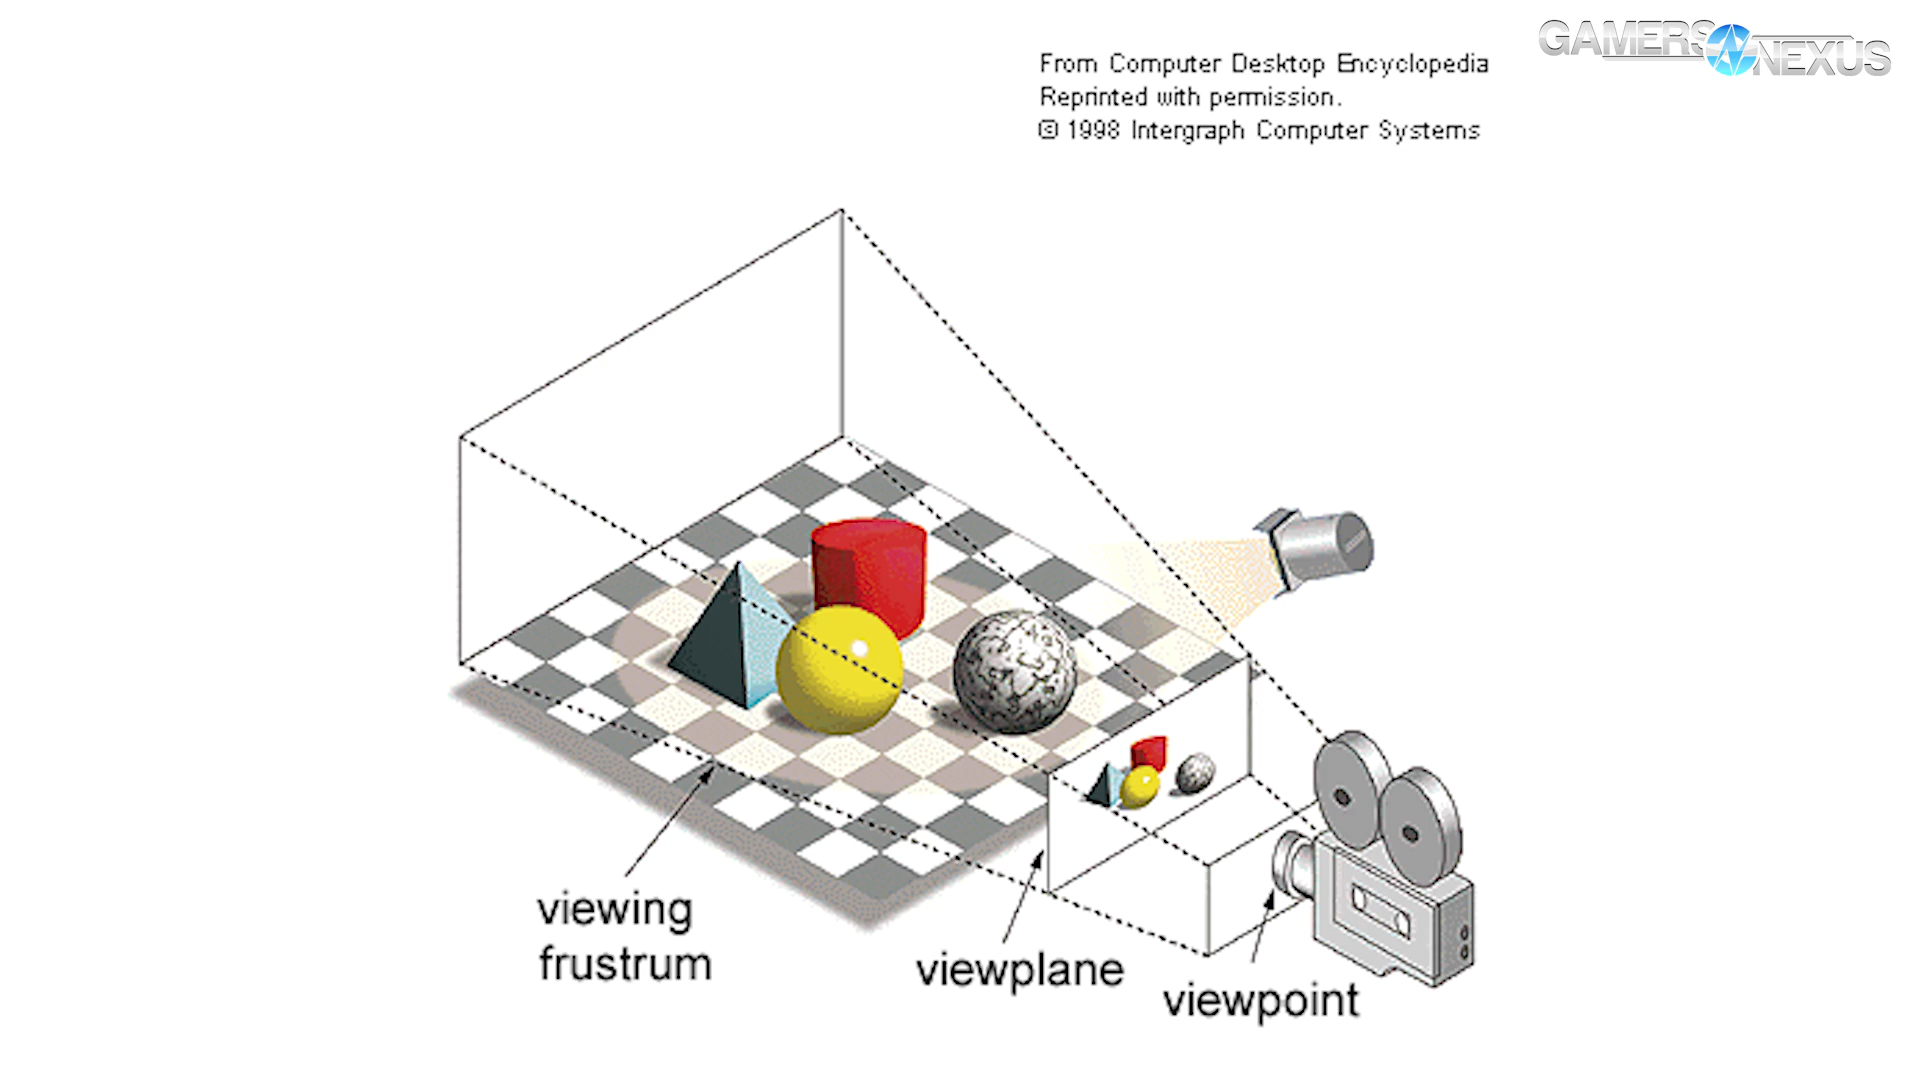 GAMERS NEXUS
From Computer Desktop Encyclopedia
Reprinted with permission.
© 1998 Intergraph Computer Systems
viewing
frustrum
viewplane
viewpoint